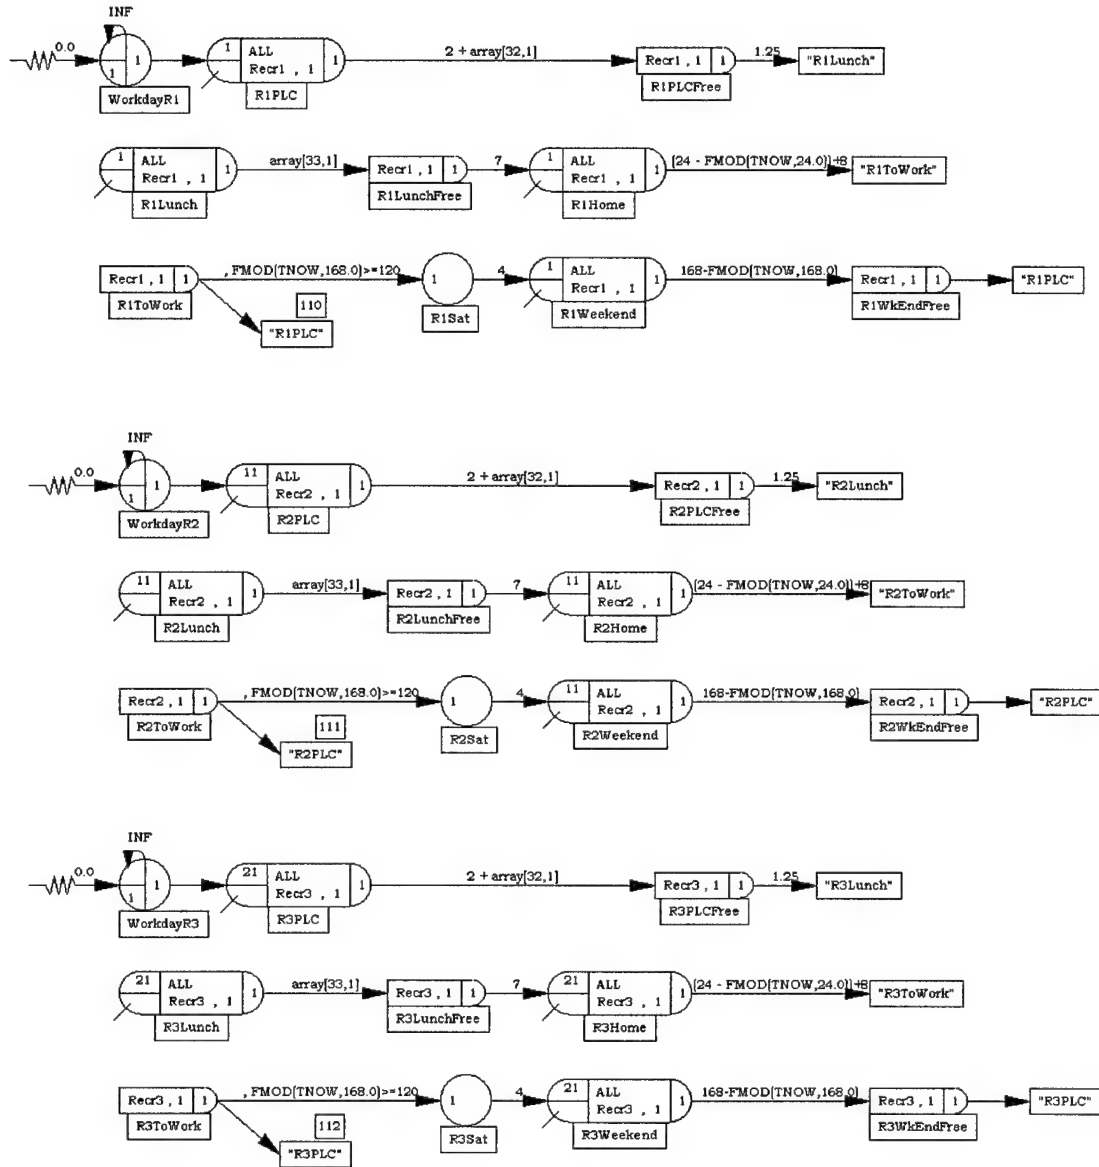 INF
0.0 1 1 1 ALL 2 + array[32,1] Recr1 , 1 1 1.25 "R1Lunch"
Recr1 , 1 1
WorkdayR1 R1PLC R1PLCFree
1 ALL array[33,1] 7 1 ALL [24 - FMOD[TNOW,24.0]]+8
Recr1 , 1 1 Recr1 , 1 1 Recr1 , 1 1 "R1ToWork"
R1Lunch R1LunchFree R1Home
Recr1 , 1 1 , FMOD[TNOW,168.0]>=120 1 4 1 ALL 168-FMOD[TNOW,168.0] Recr1 , 1 1 "R1PLC"
Recr1 , 1 1
R1ToWork 110 R1Sat R1Weekend R1WkEndFree
"R1PLC"
INF
0.0 1 1 11 ALL 2 + array[32,1] Recr2 , 1 1 1.25 "R2Lunch"
Recr2 , 1 1
WorkdayR2 R2PLC R2PLCFree
11 ALL array[33,1] 7 11 ALL [24 - FMOD[TNOW,24.0]]+8
Recr2 , 1 1 Recr2 , 1 1 Recr2 , 1 1 "R2ToWork"
R2Lunch R2LunchFree R2Home
Recr2 , 1 1 , FMOD[TNOW,168.0]>=120 1 4 11 ALL 168-FMOD[TNOW,168.0] Recr2 , 1 1 "R2PLC"
Recr2 , 1 1
R2ToWork 111 R2Sat R2Weekend R2WkEndFree
"R2PLC"
INF
0.0 1 1 21 ALL 2 + array[32,1] Recr3 , 1 1 1.25 "R3Lunch"
Recr3 , 1 1
WorkdayR3 R3PLC R3PLCFree
21 ALL array[33,1] 7 21 ALL [24 - FMOD[TNOW,24.0]]+8
Recr3 , 1 1 Recr3 , 1 1 Recr3 , 1 1 "R3ToWork"
R3Lunch R3LunchFree R3Home
Recr3 , 1 1 , FMOD[TNOW,168.0]>=120 1 4 21 ALL 168-FMOD[TNOW,168.0] Recr3 , 1 1 "R3PLC"
Recr3 , 1 1
R3ToWork 112 R3Sat R3Weekend R3WkEndFree
"R3PLC"